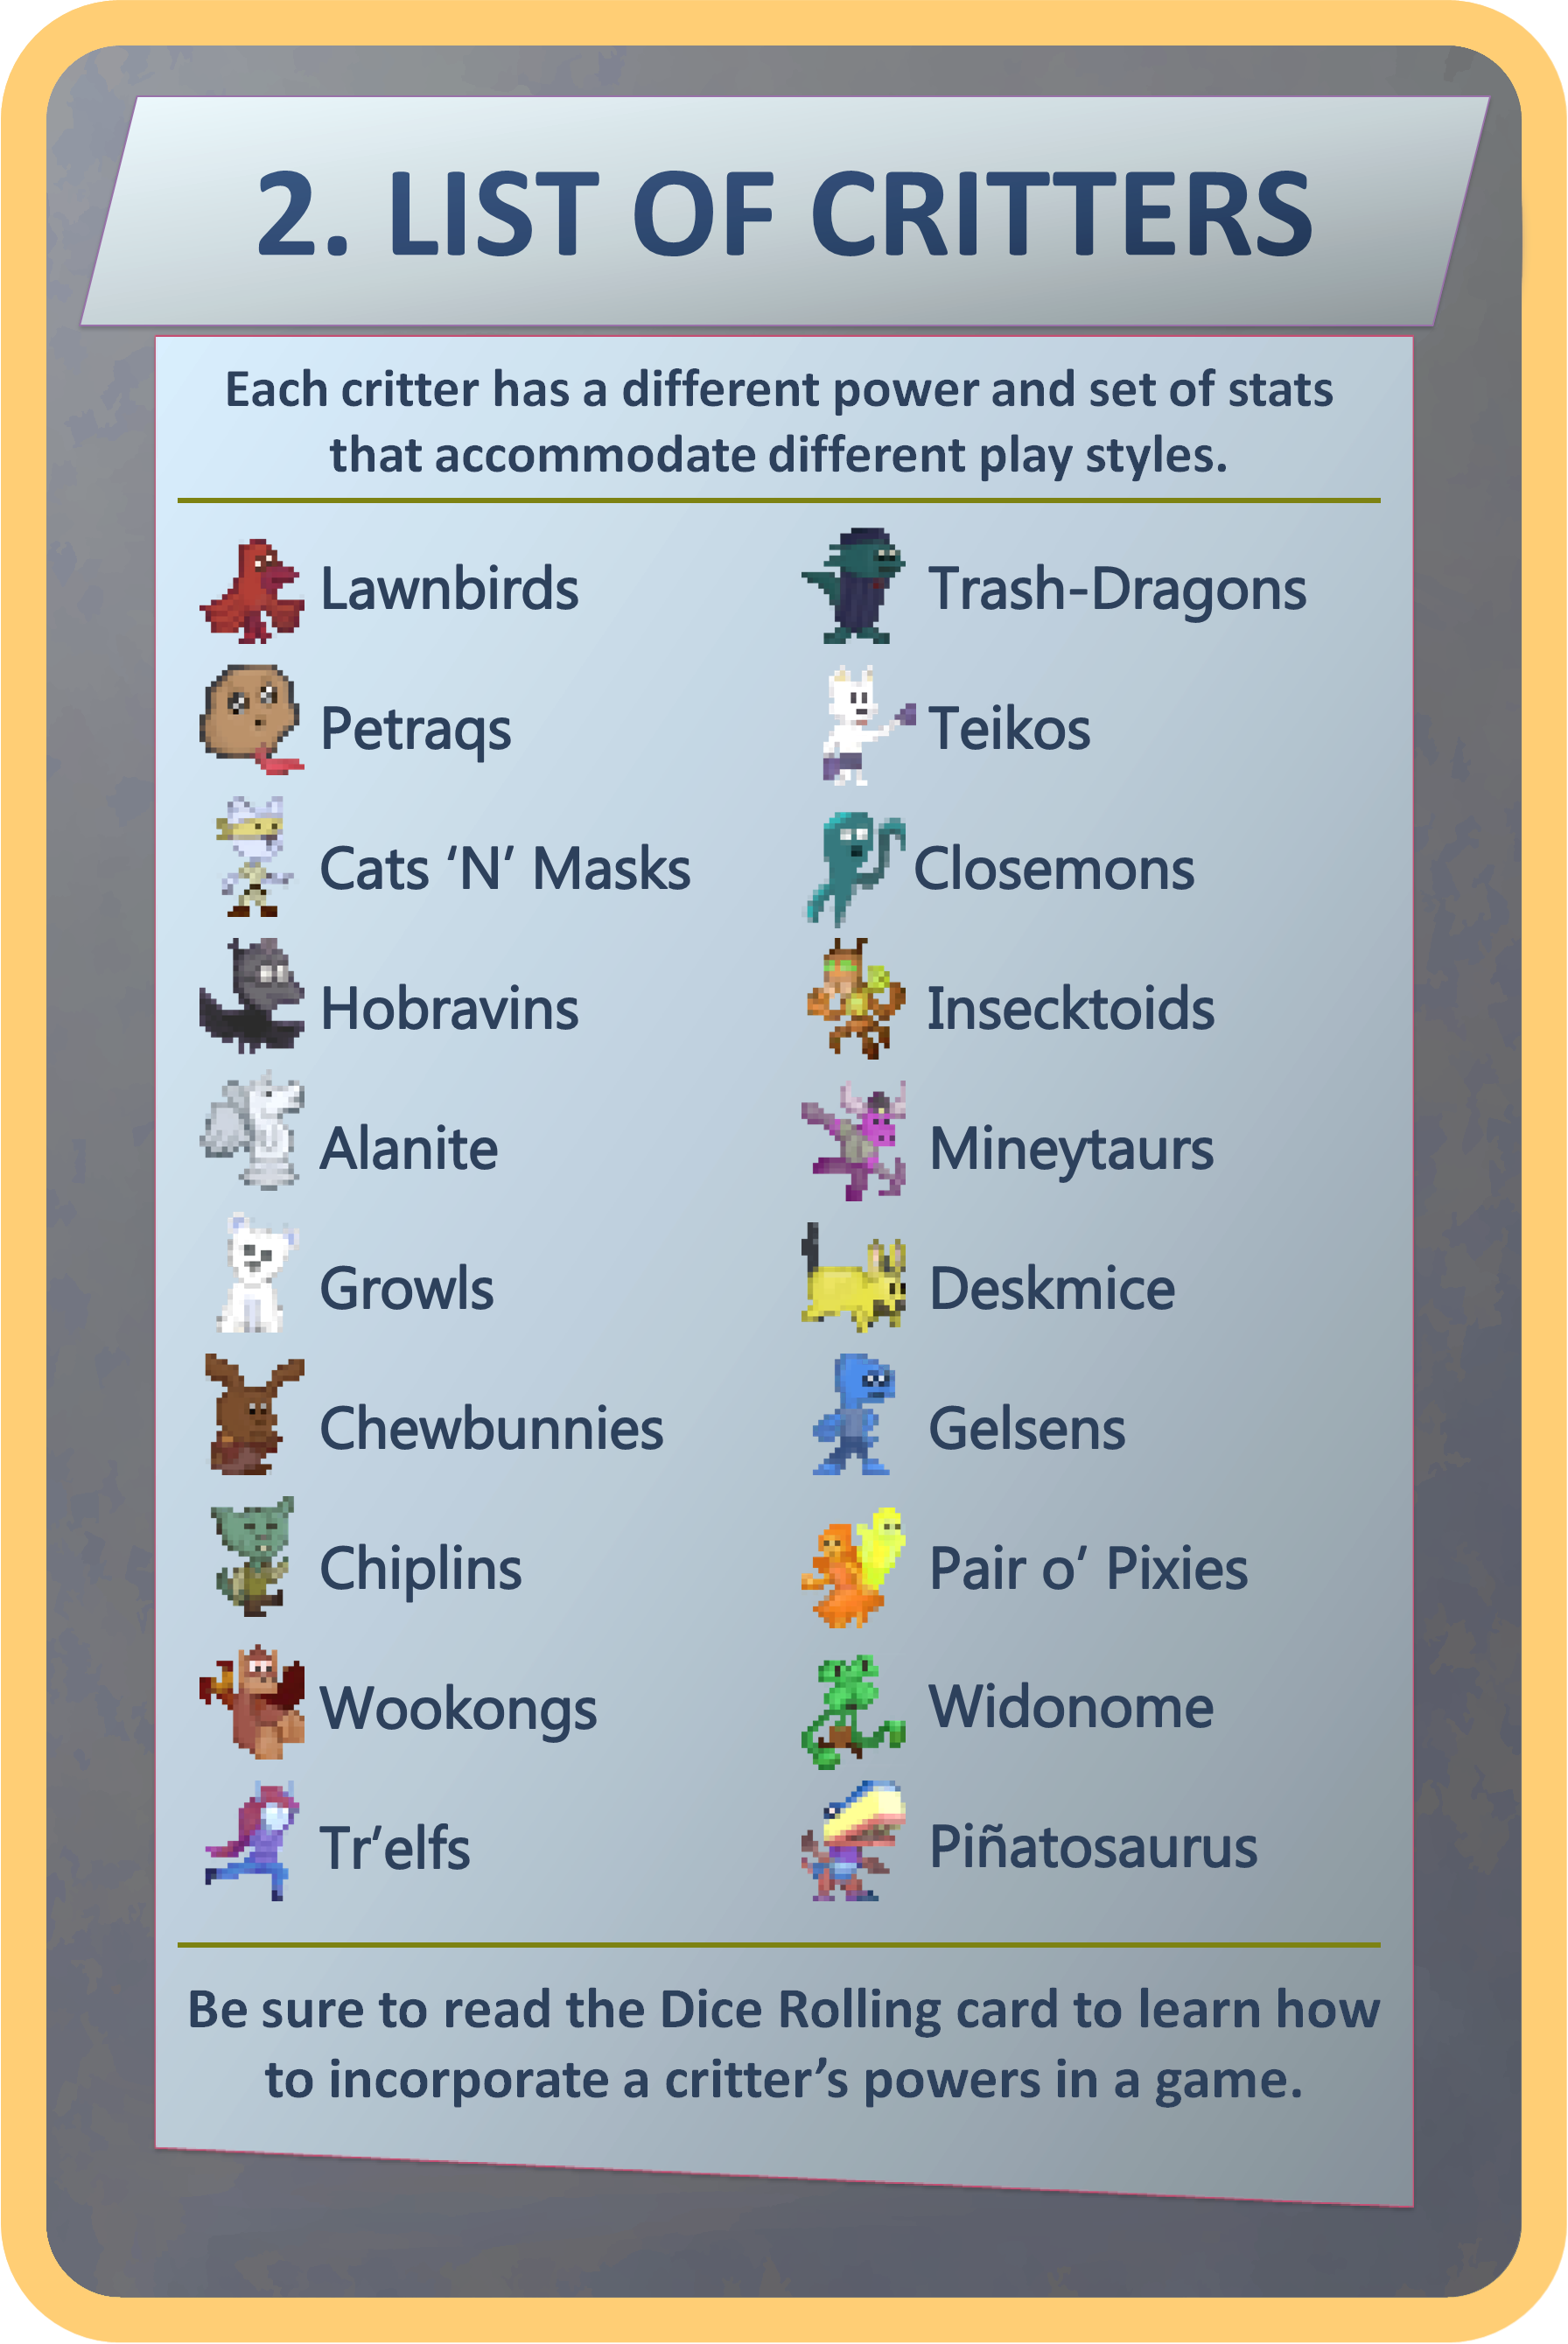 2. LIST OF CRITTERS
Each critter has a different power and set of stats
that accommodate different play styles.
Lawnbirds
Petraqs
Cats ‘N’ Masks
Hobravins
Alanite
Growls
Chewbunnies
Chiplins
Wookongs
Tr’elfs
Trash-Dragons
Teikos
Closemons
Insecktoids
Mineytaurs
Deskmice
Gelsens
Pair o’ Pixies
Widonome
Piñatosaurus
Be sure to read the Dice Rolling card to learn how
to incorporate a critter’s powers in a game.